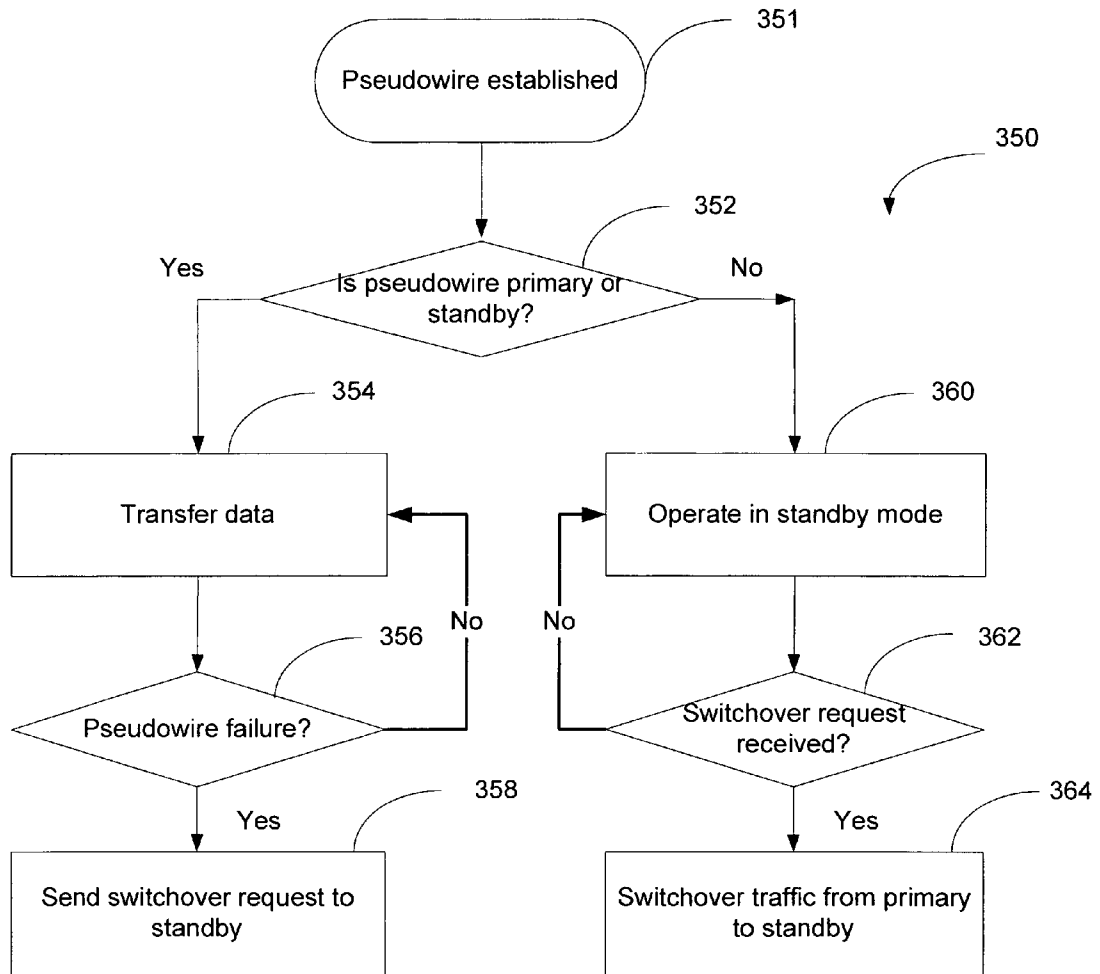 351
Pseudowire established
350
352
Yes
No
Is pseudowire primary or
standby?
354
360
Transfer data
Operate in standby mode
No
No
356
362
Pseudowire failure?
Switchover request
received?
358
364
Yes
Yes
Send switchover request to
standby
Switchover traffic from primary
to standby